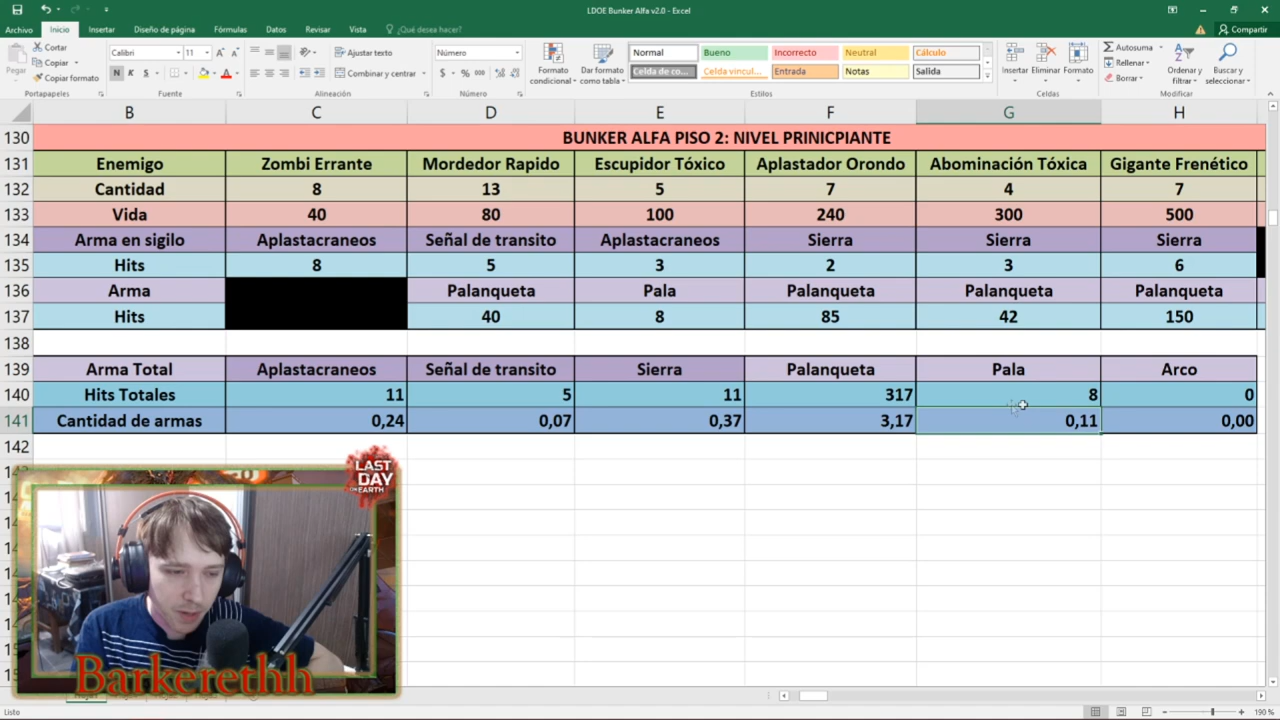 LDOE Bunker Alfa v2.0 - Excel
Archivo Inicio Insertar Diseño de página Fórmulas Datos Revisar Vista ¿Qué desea hacer? Compartir
Pegar
Cortar
Copiar
Copiar formato
Portapapeles
Calibri 11
N K S
Fuente
Ajustar texto
Combinar y centrar
Alineación
Número
$ % 000
Número
Formato condicional
Dar formato como tabla
Normal Bueno Incorrecto Neutral Cálculo
Celda de co... Celda vincul... Entrada Notas Salida
Estilos
Insertar Eliminar Formato
Celdas
Autosuma
Rellenar
Borrar
Ordenar y filtrar
Buscar y seleccionar
Modificar
B C D E F G H
130 BUNKER ALFA PISO 2: NIVEL PRINICPIANTE
131 Enemigo Zombi Errante Mordedor Rapido Escupidor Tóxico Aplastador Orondo Abominación Tóxica Gigante Frenético
132 Cantidad 8 13 5 7 4 7
133 Vida 40 80 100 240 300 500
134 Arma en sigilo Aplastacraneos Señal de transito Aplastacraneos Sierra Sierra Sierra
135 Hits 8 5 3 2 3 6
136 Arma Palanqueta Pala Palanqueta Palanqueta Palanqueta
137 Hits 40 8 85 42 150
138
139 Arma Total Aplastacraneos Señal de transito Sierra Palanqueta Pala Arco
140 Hits Totales 11 5 11 317 8 0
141 Cantidad de armas 0,24 0,07 0,37 3,17 0,11 0,00
142
LAST DAY ON EARTH
Barkerethh
Listo
190 %